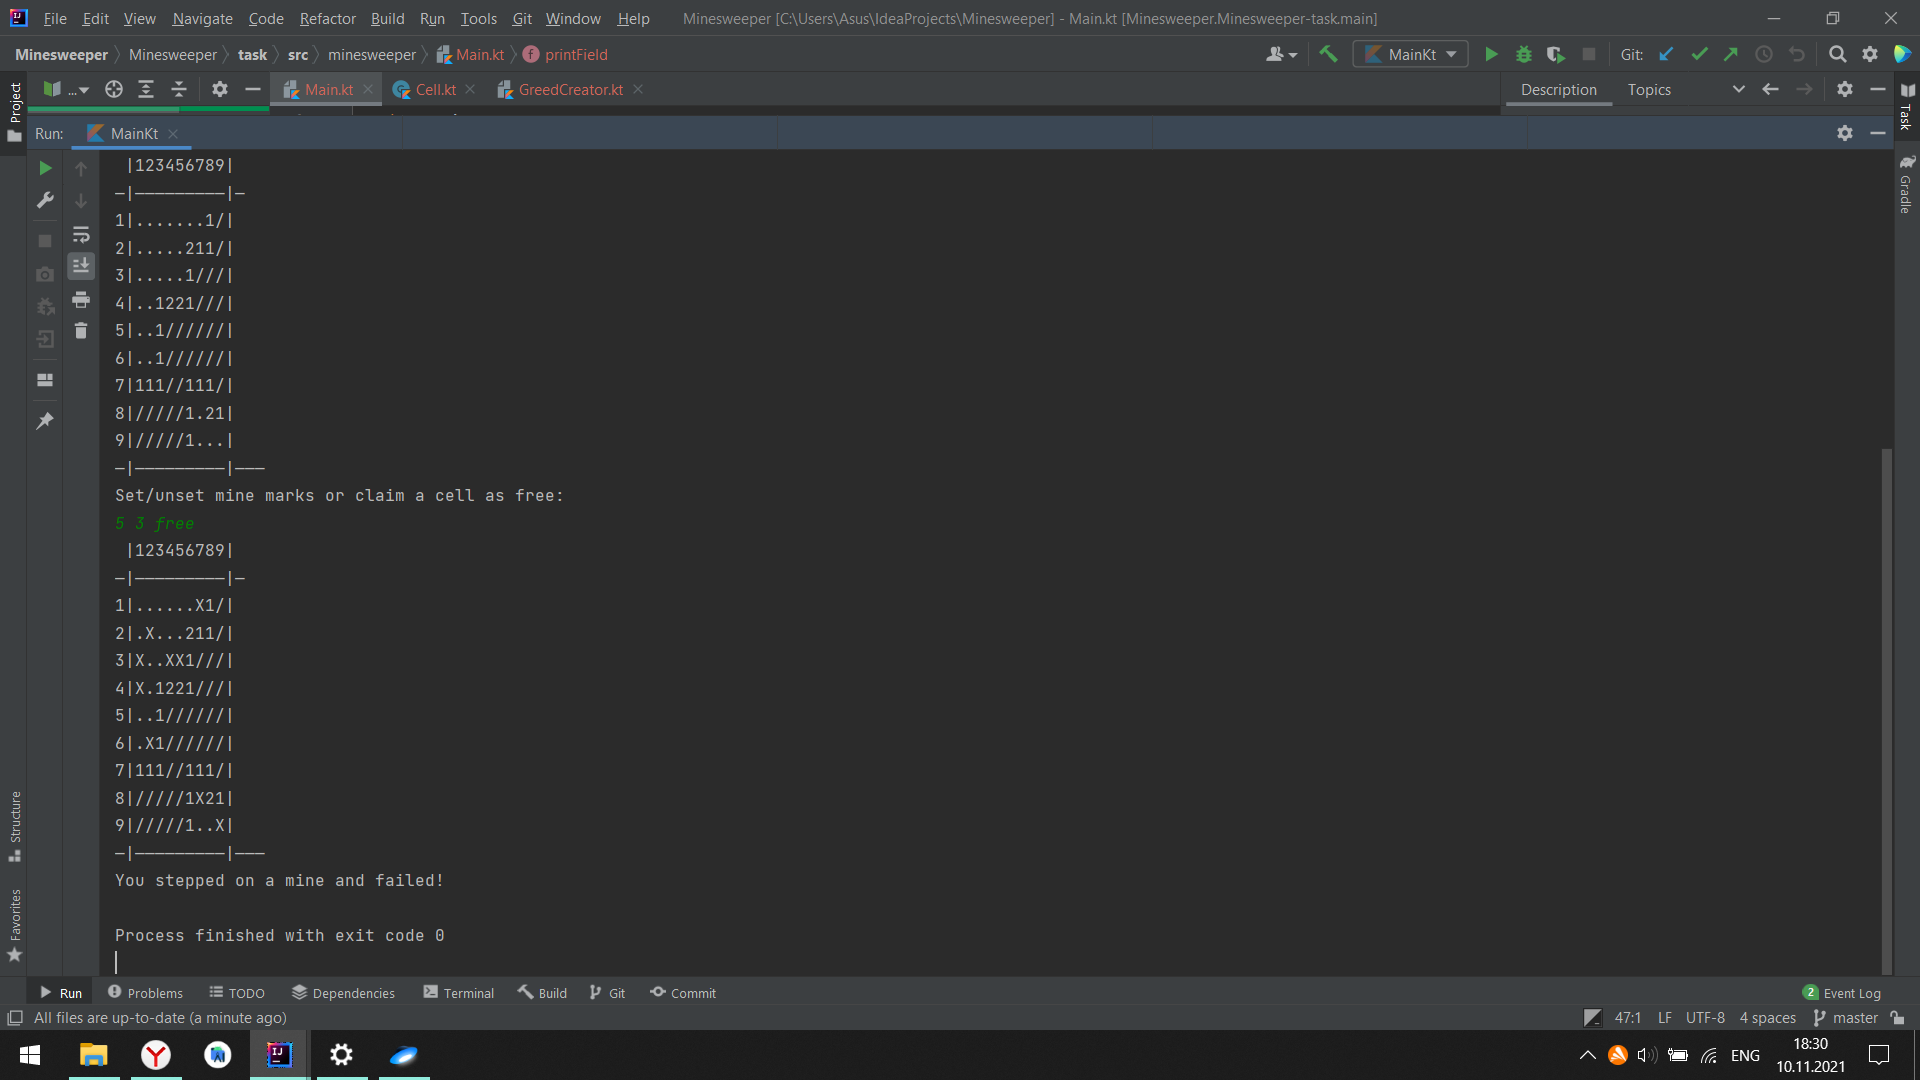 File Edit View Navigate Code Refactor Build Run Tools Git Window Help Minesweeper [C:\Users\Asus\IdeaProjects\Minesweeper] - Main.kt [Minesweeper.Minesweeper-task.main]
Minesweeper Minesweeper task src minesweeper Main.kt printField MainKt Git:
... Main.kt Cell.kt GreedCreator.kt Description Topics
Project
Task
Run: MainKt
Gradle
 |123456789|
—|—————————|—
1|.......1/|
2|.....211/|
3|.....1///|
4|..1221///|
5|..1//////|
6|..1//////|
7|111//111/|
8|/////1.21|
9|/////1...|
—|—————————|———
Set/unset mine marks or claim a cell as free:
5 3 free
 |123456789|
—|—————————|—
1|......X1/|
2|.X...211/|
3|X..XX1///|
4|X.1221///|
5|..1//////|
6|.X1//////|
7|111//111/|
8|/////1X21|
9|/////1..X|
—|—————————|———
You stepped on a mine and failed!
Process finished with exit code 0
Structure
Favorites
Run Problems TODO Dependencies Terminal Build Git Commit 2 Event Log
All files are up-to-date (a minute ago) 47:1 LF UTF-8 4 spaces master
ENG 18:30
10.11.2021